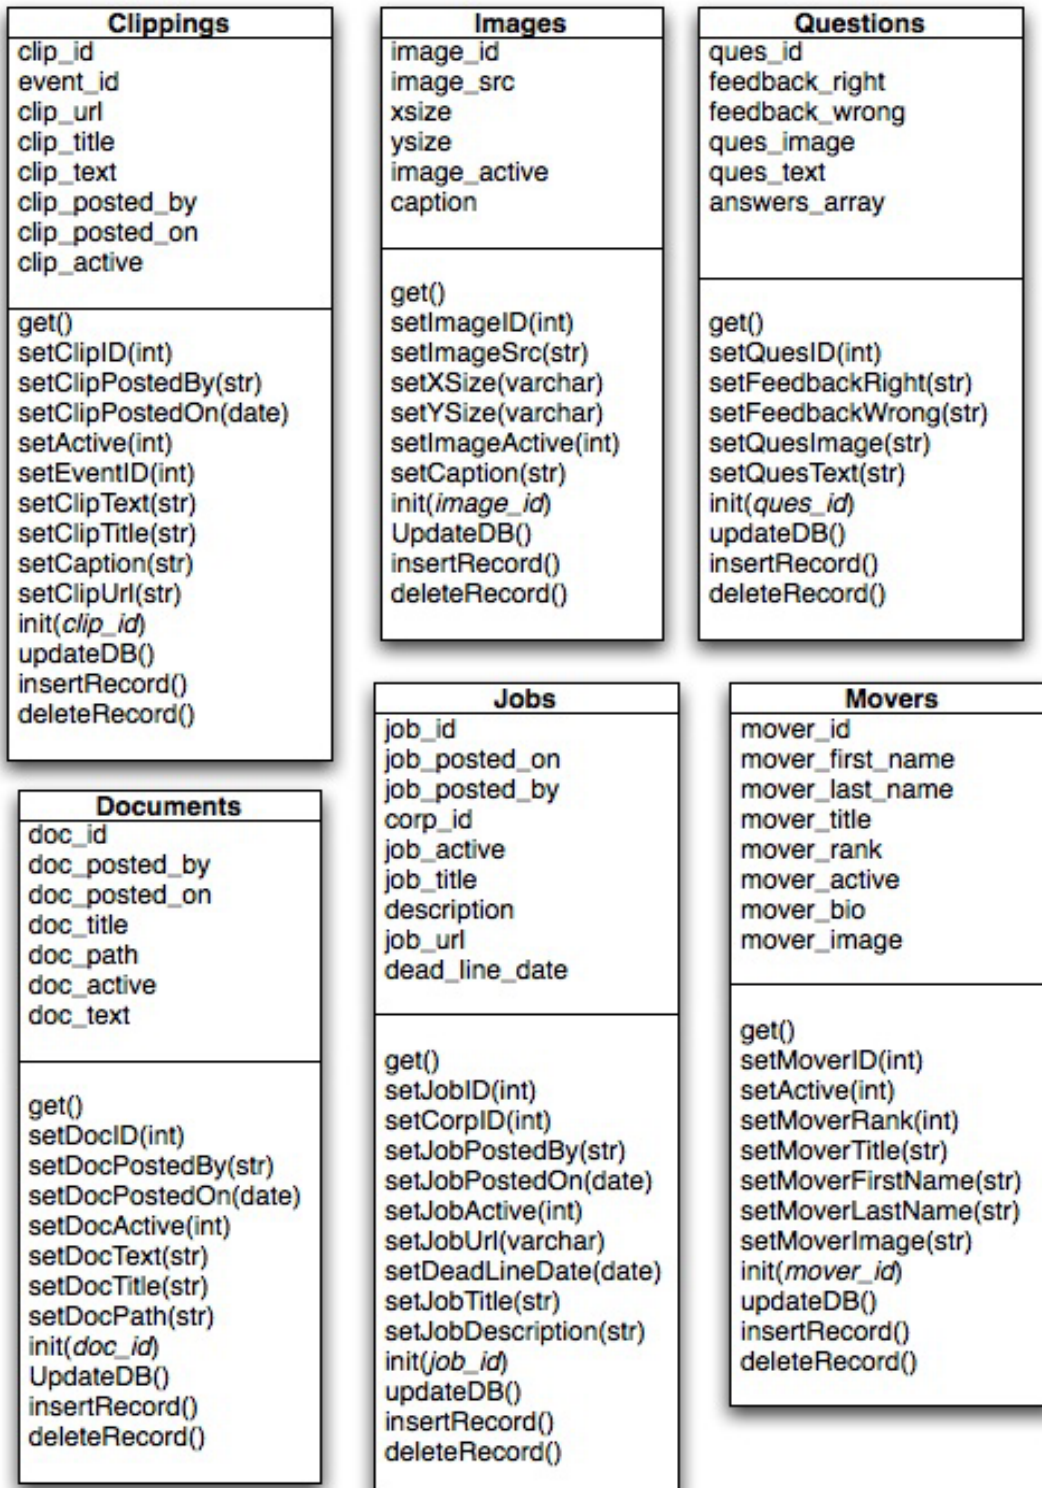 Clippings
clip_id
event_id
clip_url
clip_title
clip_text
clip_posted_by
clip_posted_on
clip_active
get()
setClipID(int)
setClipPostedBy(str)
setClipPostedOn(date)
setActive(int)
setEventID(int)
setClipText(str)
setClipTitle(str)
setCaption(str)
setClipUrl(str)
init(clip_id)
updateDB()
insertRecord()
deleteRecord()
Images
image_id
image_src
xsize
ysize
image_active
caption
get()
setImageID(int)
setImageSrc(str)
setXSize(varchar)
setYSize(varchar)
setImageActive(int)
setCaption(str)
init(image_id)
UpdateDB()
insertRecord()
deleteRecord()
Questions
ques_id
feedback_right
feedback_wrong
ques_image
ques_text
answers_array
get()
setQuesID(int)
setFeedbackRight(str)
setFeedbackWrong(str)
setQuesImage(str)
setQuesText(str)
init(ques_id)
updateDB()
insertRecord()
deleteRecord()
Documents
doc_id
doc_posted_by
doc_posted_on
doc_title
doc_path
doc_active
doc_text
get()
setDocID(int)
setDocPostedBy(str)
setDocPostedOn(date)
setDocActive(int)
setDocText(str)
setDocTitle(str)
setDocPath(str)
init(doc_id)
UpdateDB()
insertRecord()
deleteRecord()
Jobs
job_id
job_posted_on
job_posted_by
corp_id
job_active
job_title
description
job_url
dead_line_date
get()
setJobID(int)
setCorpID(int)
setJobPostedBy(str)
setJobPostedOn(date)
setJobActive(int)
setJobUrl(varchar)
setDeadLineDate(date)
setJobTitle(str)
setJobDescription(str)
init(job_id)
updateDB()
insertRecord()
deleteRecord()
Movers
mover_id
mover_first_name
mover_last_name
mover_title
mover_rank
mover_active
mover_bio
mover_image
get()
setMoverID(int)
setActive(int)
setMoverRank(int)
setMoverTitle(str)
setMoverFirstName(str)
setMoverLastName(str)
setMoverImage(str)
init(mover_id)
updateDB()
insertRecord()
deleteRecord()